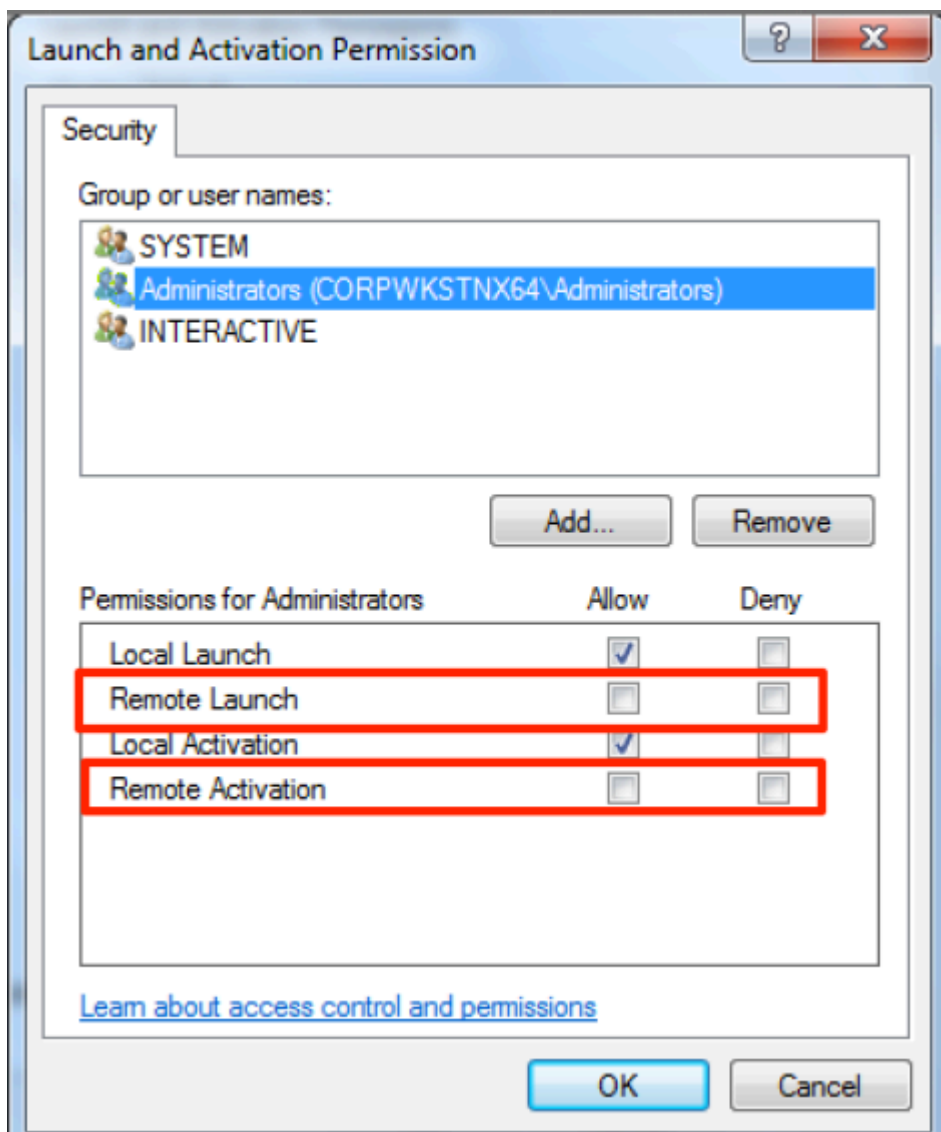 Launch and Activation Permission
Security
Group or user names:
SYSTEM
Administrators (CORPWKSTNX64\Administrators)
INTERACTIVE
Add... Remove
Permissions for Administrators Allow Deny
Local Launch
Remote Launch
Local Activation
Remote Activation
Learn about access control and permissions
OK Cancel